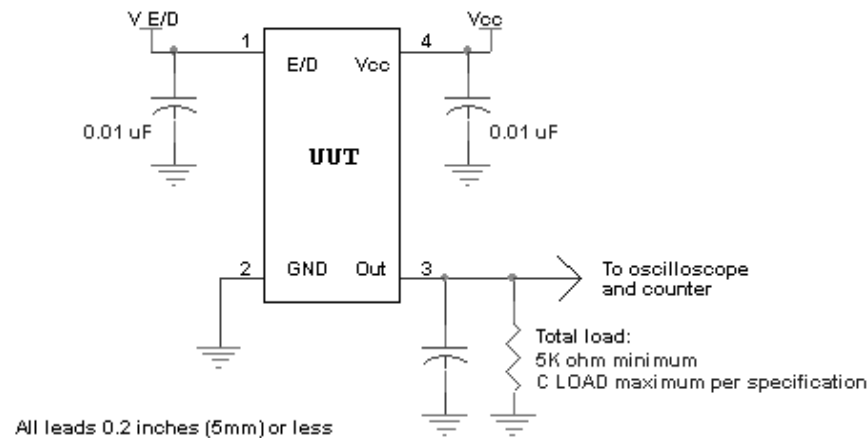 V E/D
Vcc
1
4
E/D
Vcc
0.01 uF
0.01 uF
UUT
2
GND
Out
3
To oscilloscope
and counter
Total load:
5K ohm minimum
C LOAD maximum per specification
All leads 0.2 inches (5mm) or less